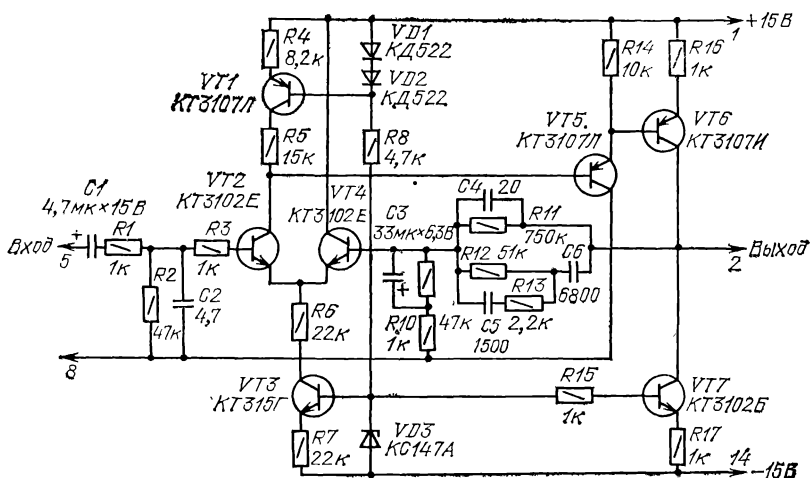 R4
8,2к
VT1
КТ3107Л
R5
15к
VD1
КД522
VD2
КД522
R8
4,7к
+15В
1
R14
10к
R16
1к
VT5
КТ3107Л
VT6
КТ3107И
C1
4,7мк×15В
Вход
5
R1
1к
R2
47к
C2
4,7
R3
1к
VT2
КТ3102Е
VT4
КТ3102Е
C3
33мк×6,3В
C4
20
R11
750к
R12
51к
C6
6800
R13
2,2к
C5
1500
47к
R10
1к
Выход
2
R6
22к
8
VT3
КТ315Г
R7
22к
VD3
КС147А
R15
1к
VT7
КТ3102Б
R17
1к
14
−15В